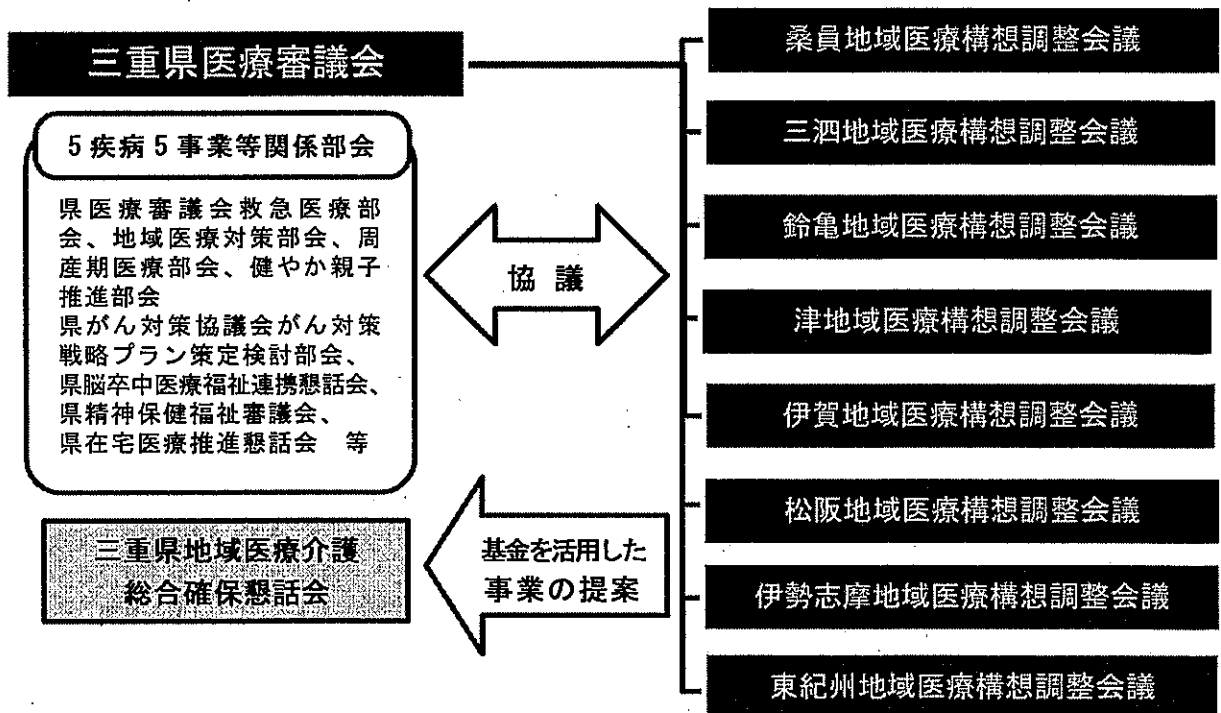 三重県医療審議会
5疾病5事業等関係部会
県医療審議会救急医療部
会、地域医療対策部会、周
産期医療部会、健やか親子
推進部会
県がん対策協議会がん対策
戦略プラン策定検討部会、
県脳卒中医療福祉連携懇話会、
県精神保健福祉審議会、
県在宅医療推進懇話会　等
三重県地域医療介護
総合確保懇話会
協議
基金を活用した
事業の提案
桑員地域医療構想調整会議
三泗地域医療構想調整会議
鈴亀地域医療構想調整会議
津地域医療構想調整会議
伊賀地域医療構想調整会議
松阪地域医療構想調整会議
伊勢志摩地域医療構想調整会議
東紀州地域医療構想調整会議